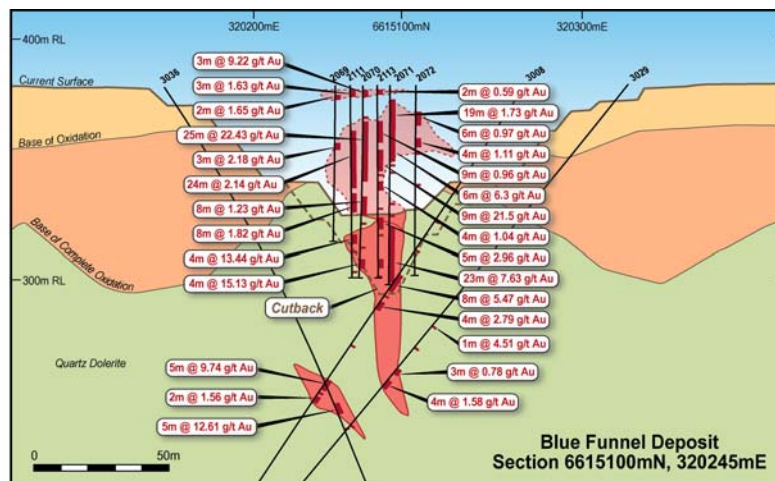 320200mE
6615100mN
320300mE
400m RL
3036
2069
2111
2070
2113
2071
2072
3008
3029
Current Surface
Base of Oxidation
300m RL
Base of Complete Oxidation
Quartz Dolerite
3m @ 9.22 g/t Au
3m @ 1.63 g/t Au
2m @ 1.65 g/t Au
25m @ 22.43 g/t Au
3m @ 2.18 g/t Au
24m @ 2.14 g/t Au
8m @ 1.23 g/t Au
8m @ 1.82 g/t Au
4m @ 13.44 g/t Au
4m @ 15.13 g/t Au
Cutback
5m @ 9.74 g/t Au
2m @ 1.56 g/t Au
5m @ 12.61 g/t Au
2m @ 0.59 g/t Au
19m @ 1.73 g/t Au
6m @ 0.97 g/t Au
4m @ 1.11 g/t Au
9m @ 0.96 g/t Au
6m @ 6.3 g/t Au
9m @ 21.5 g/t Au
4m @ 1.04 g/t Au
5m @ 2.96 g/t Au
23m @ 7.63 g/t Au
8m @ 5.47 g/t Au
4m @ 2.79 g/t Au
1m @ 4.51 g/t Au
3m @ 0.78 g/t Au
4m @ 1.58 g/t Au
0
50m
Blue Funnel Deposit
Section 6615100mN, 320245mE